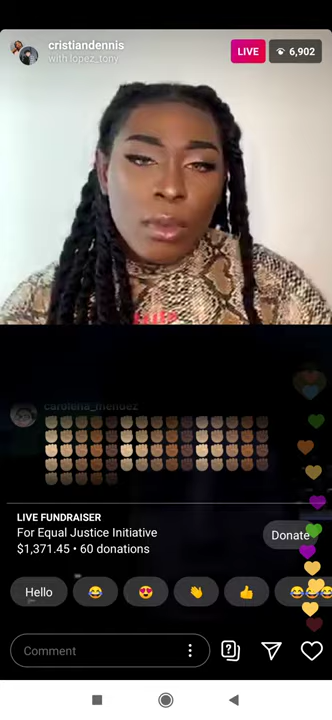 cristiandennis
with lopez_tony
LIVE
6,902
carolena_mendez
LIVE FUNDRAISER
For Equal Justice Initiative
$1,371.45 • 60 donations
Donate
Hello
Comment